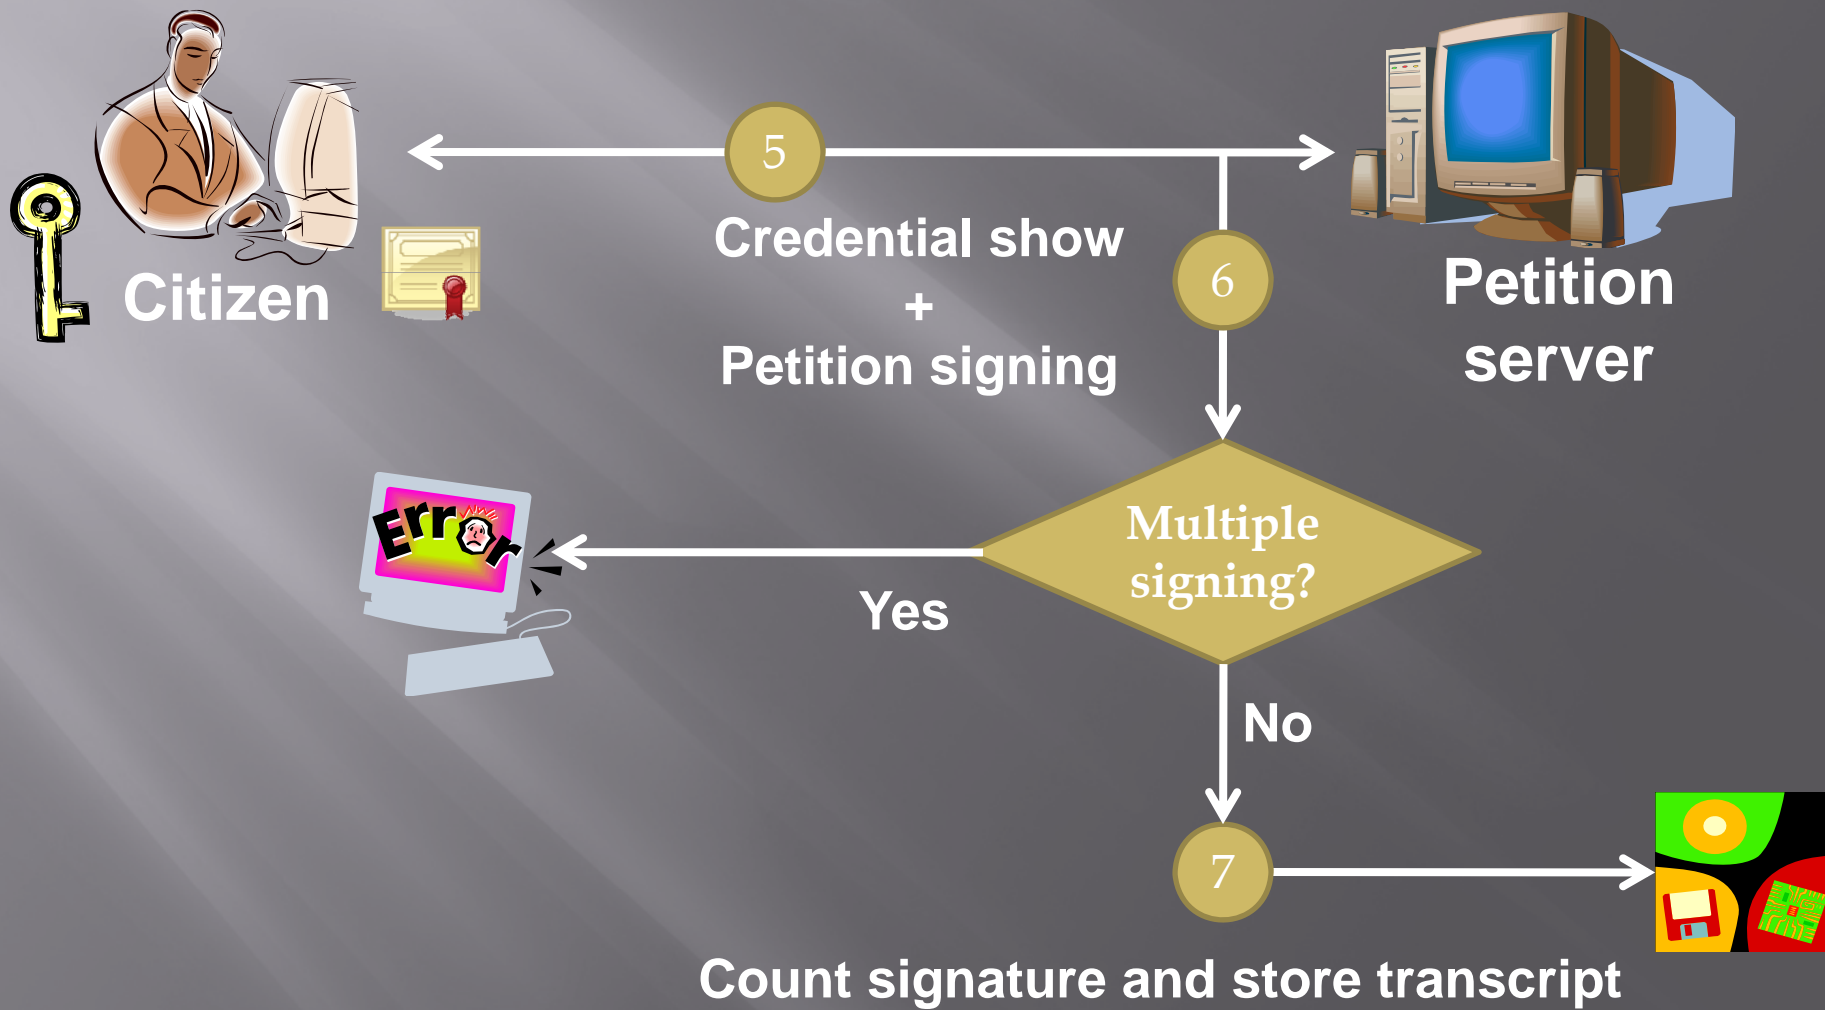 5
Credential show
+
Petition signing
6
Citizen
Petition
server
Error
Multiple
signing?
Yes
No
7
Count signature and store transcript